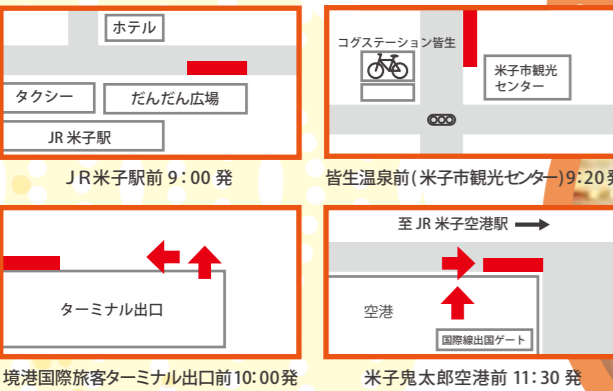 ホテル
タクシー
だんだん広場
JR 米子駅
JR米子駅前 9:00 発
コグステーション皆生
米子市観光
センター
皆生温泉前(米子市観光センター)9:20発
ターミナル出口
境港国際旅客ターミナル出口前10:00発
至 JR 米子空港駅
空港
国際線出国ゲート
米子鬼太郎空港前 11:30 発